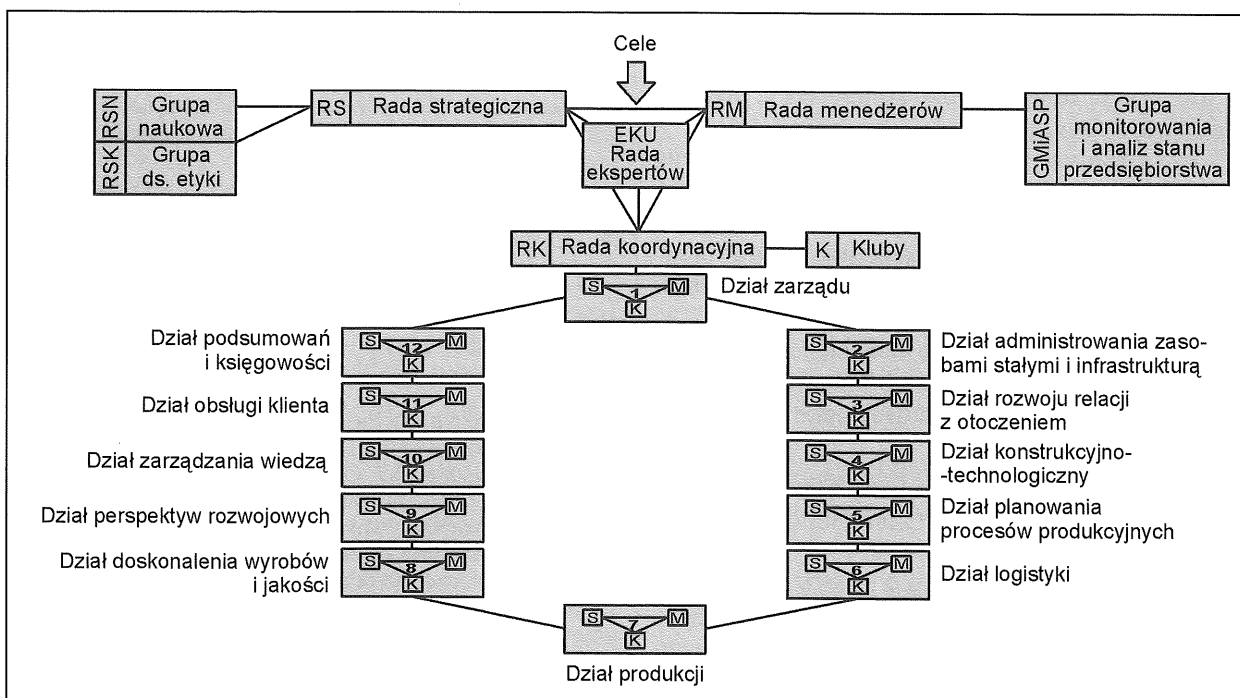 Cele
RSN
Grupa
naukowa
RSK
Grupa
ds. etyki
RS
Rada strategiczna
EKU
Rada
ekspertów
RM
Rada menedżerów
GMiASP
Grupa
monitorowania
i analiz stanu
przedsiębiorstwa
RK
Rada koordynacyjna
K
Kluby
S 1 M
K
Dział zarządu
Dział podsumowań
i księgowości
S 12 M
K
S 2 M
K
Dział administrowania zaso-
bami stałymi i infrastrukturą
Dział obsługi klienta
S 11 M
K
S 3 M
K
Dział rozwoju relacji
z otoczeniem
Dział zarządzania wiedzą
S 10 M
K
S 4 M
K
Dział konstrukcyjno-
-technologiczny
Dział perspektyw rozwojowych
S 9 M
K
S 5 M
K
Dział planowania
procesów produkcyjnych
Dział doskonalenia wyrobów
i jakości
S 8 M
K
S 6 M
K
Dział logistyki
S 7 M
K
Dział produkcji